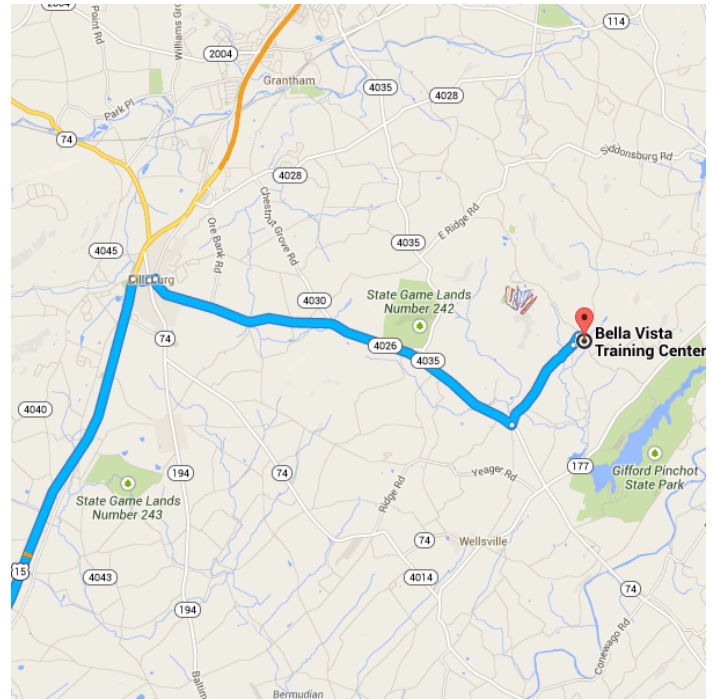 2004
114
Point Rd
Williams Gro
2004
Grantham
4035
4028
Park Pl
74
4028
Siddonsburg Rd
Chestnut Grove Rd
Ore Bank Rd
E Ridge Rd
4035
4045
4030
State Game Lands
Number 242
Bella Vista
Training Center
74
4026
4035
4040
194
74
Yeager Rd
177
Gifford Pinchot
State Park
State Game Lands
Number 243
Ridge Rd
74
Wellsville
15
4043
4014
74
194
Conewago Rd
Baltim
Bermudian